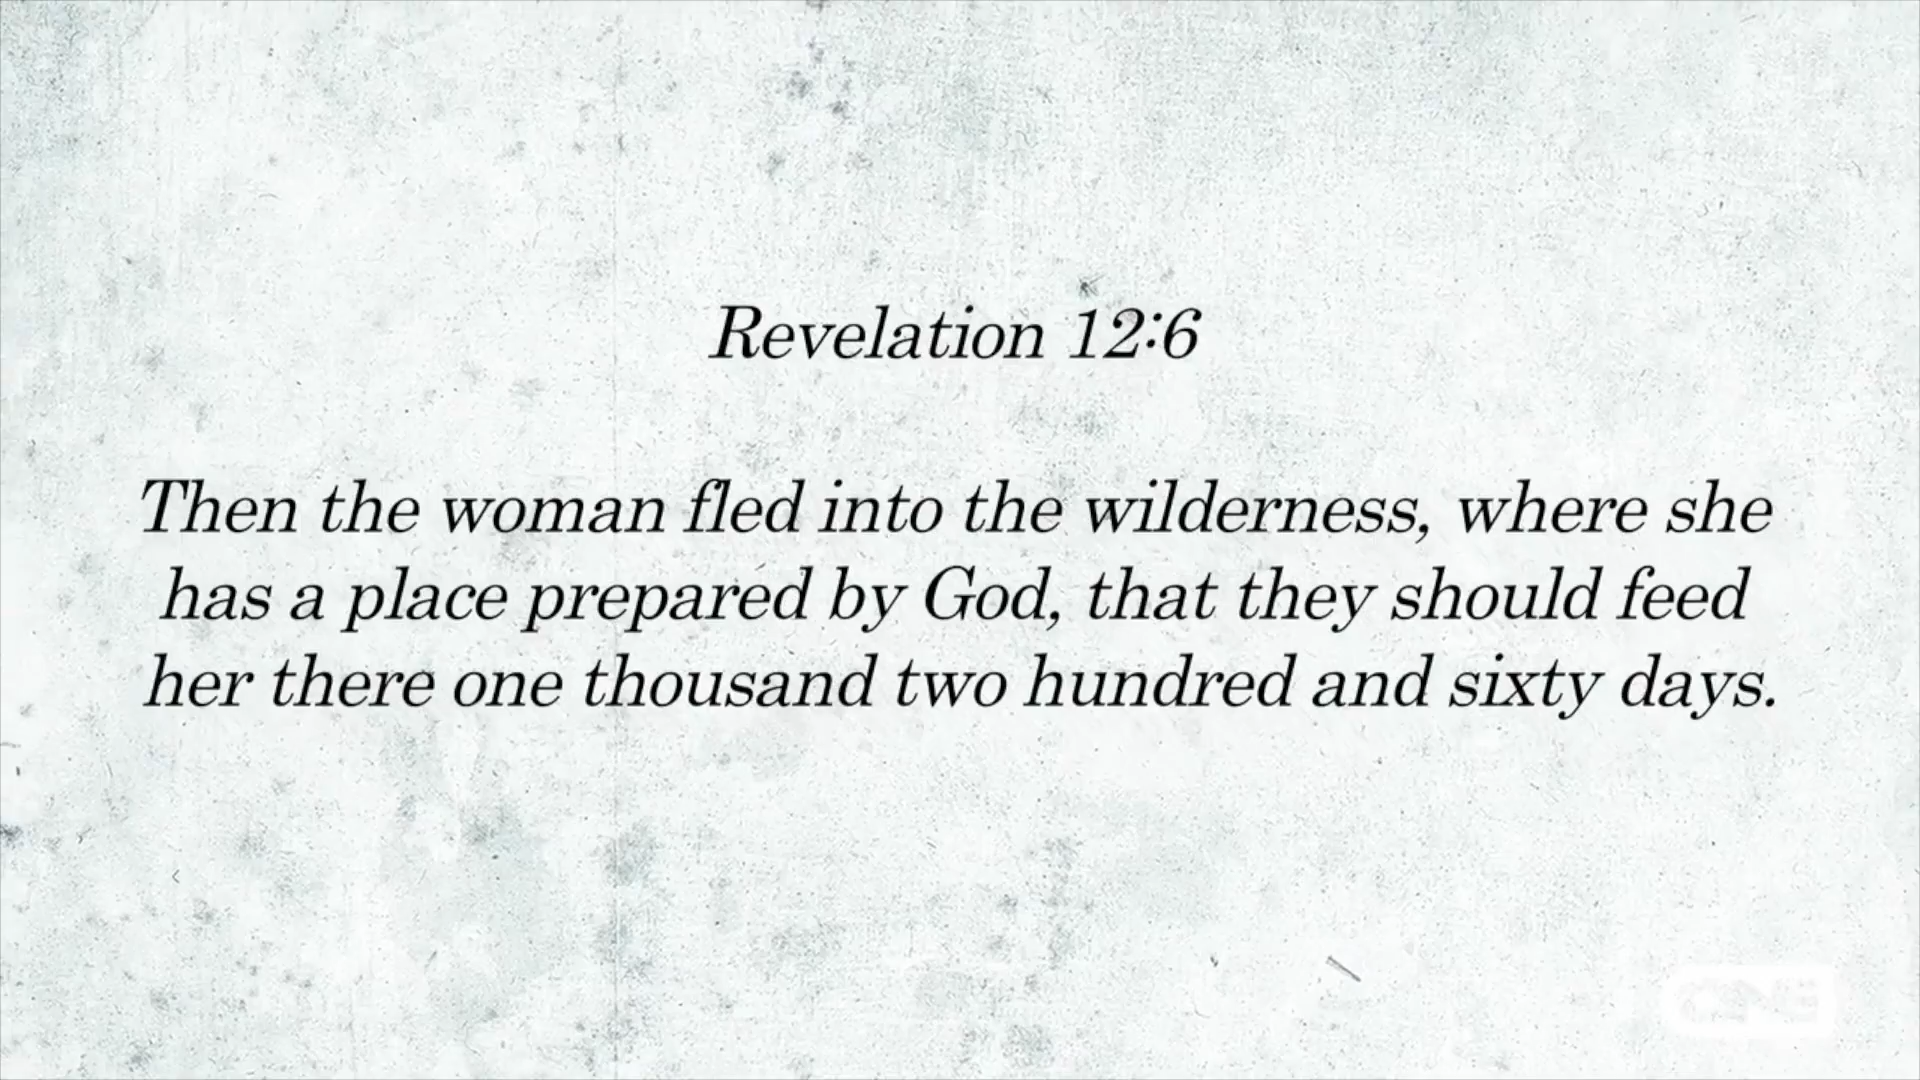 Revelation 12:6
Then the woman fled into the wilderness, where she
has a place prepared by God, that they should feed
her there one thousand two hundred and sixty days.